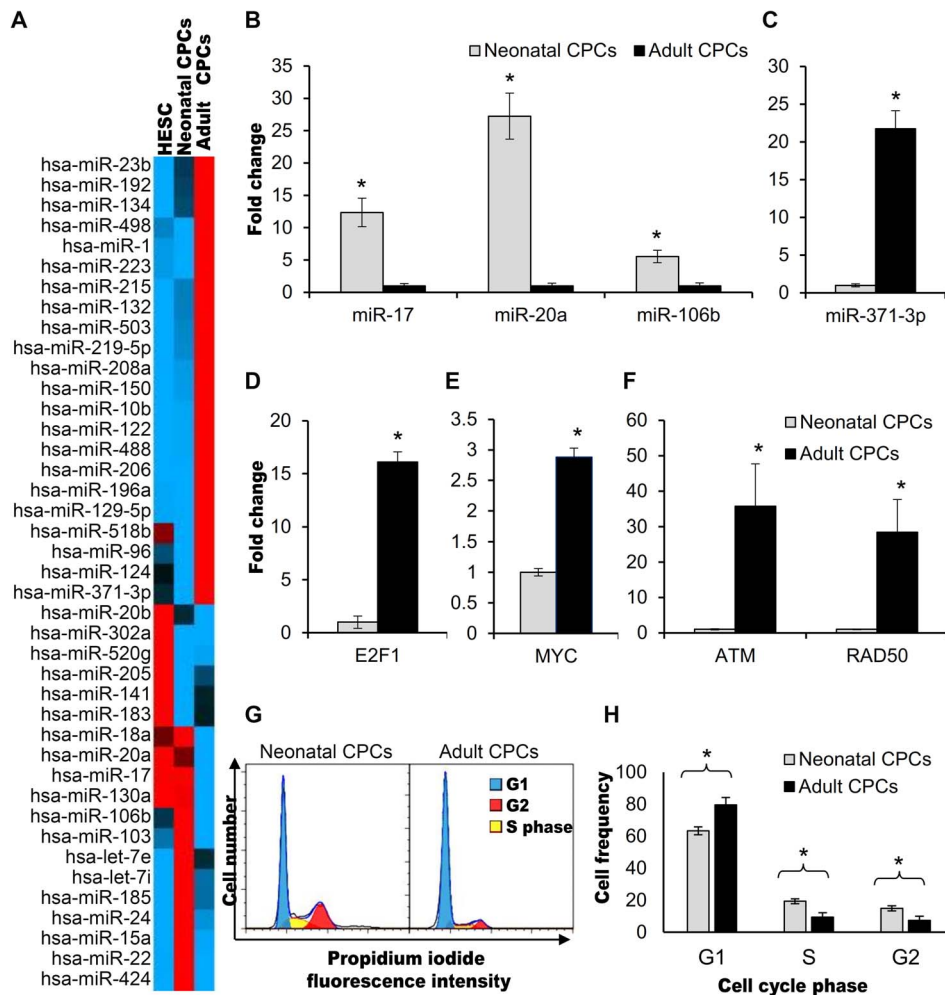 A
HESC
Neonatal CPCs
Adult CPCs
hsa-miR-23b
hsa-miR-192
hsa-miR-134
hsa-miR-498
hsa-miR-1
hsa-miR-223
hsa-miR-215
hsa-miR-132
hsa-miR-503
hsa-miR-219-5p
hsa-miR-208a
hsa-miR-150
hsa-miR-10b
hsa-miR-122
hsa-miR-488
hsa-miR-206
hsa-miR-196a
hsa-miR-129-5p
hsa-miR-518b
hsa-miR-96
hsa-miR-124
hsa-miR-371-3p
hsa-miR-20b
hsa-miR-302a
hsa-miR-520g
hsa-miR-205
hsa-miR-141
hsa-miR-183
hsa-miR-18a
hsa-miR-20a
hsa-miR-17
hsa-miR-130a
hsa-miR-106b
hsa-miR-103
hsa-let-7e
hsa-let-7i
hsa-miR-185
hsa-miR-24
hsa-miR-15a
hsa-miR-22
hsa-miR-424
B
Neonatal CPCs
Adult CPCs
Fold change
35
30
25
20
15
10
5
0
*
*
*
miR-17
miR-20a
miR-106b
C
30
25
20
15
10
5
0
*
miR-371-3p
D
Fold change
20
15
10
5
0
*
E2F1
E
3.5
3
2.5
2
1.5
1
0.5
0
*
MYC
F
Neonatal CPCs
Adult CPCs
60
50
40
30
20
10
0
*
*
ATM
RAD50
G
Neonatal CPCs
Adult CPCs
G1
G2
S phase
Cell number
Propidium iodide
fluorescence intensity
H
Neonatal CPCs
Adult CPCs
Cell frequency
100
80
60
40
20
0
*
*
*
G1
S
G2
Cell cycle phase